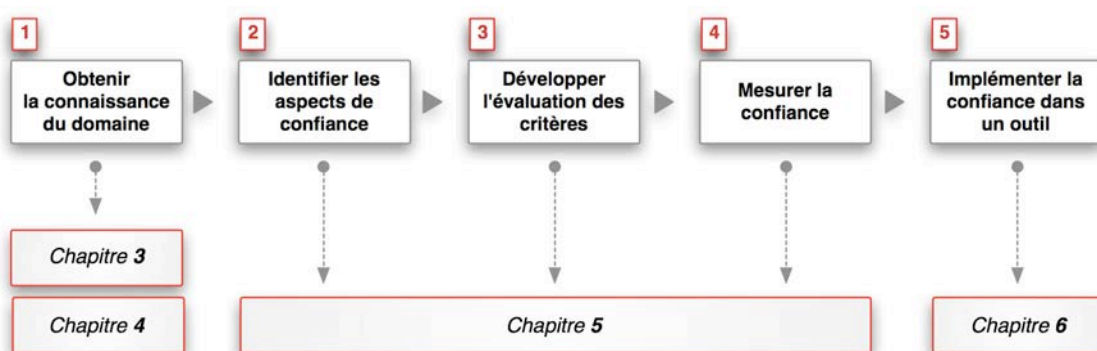 1
2
3
4
5
Obtenir
la connaissance
du domaine
Identifier les
aspects de
confiance
Développer
l'évaluation des
critères
Mesurer la
confiance
Implémenter la
confiance dans
un outil
Chapitre 3
Chapitre 4
Chapitre 5
Chapitre 6